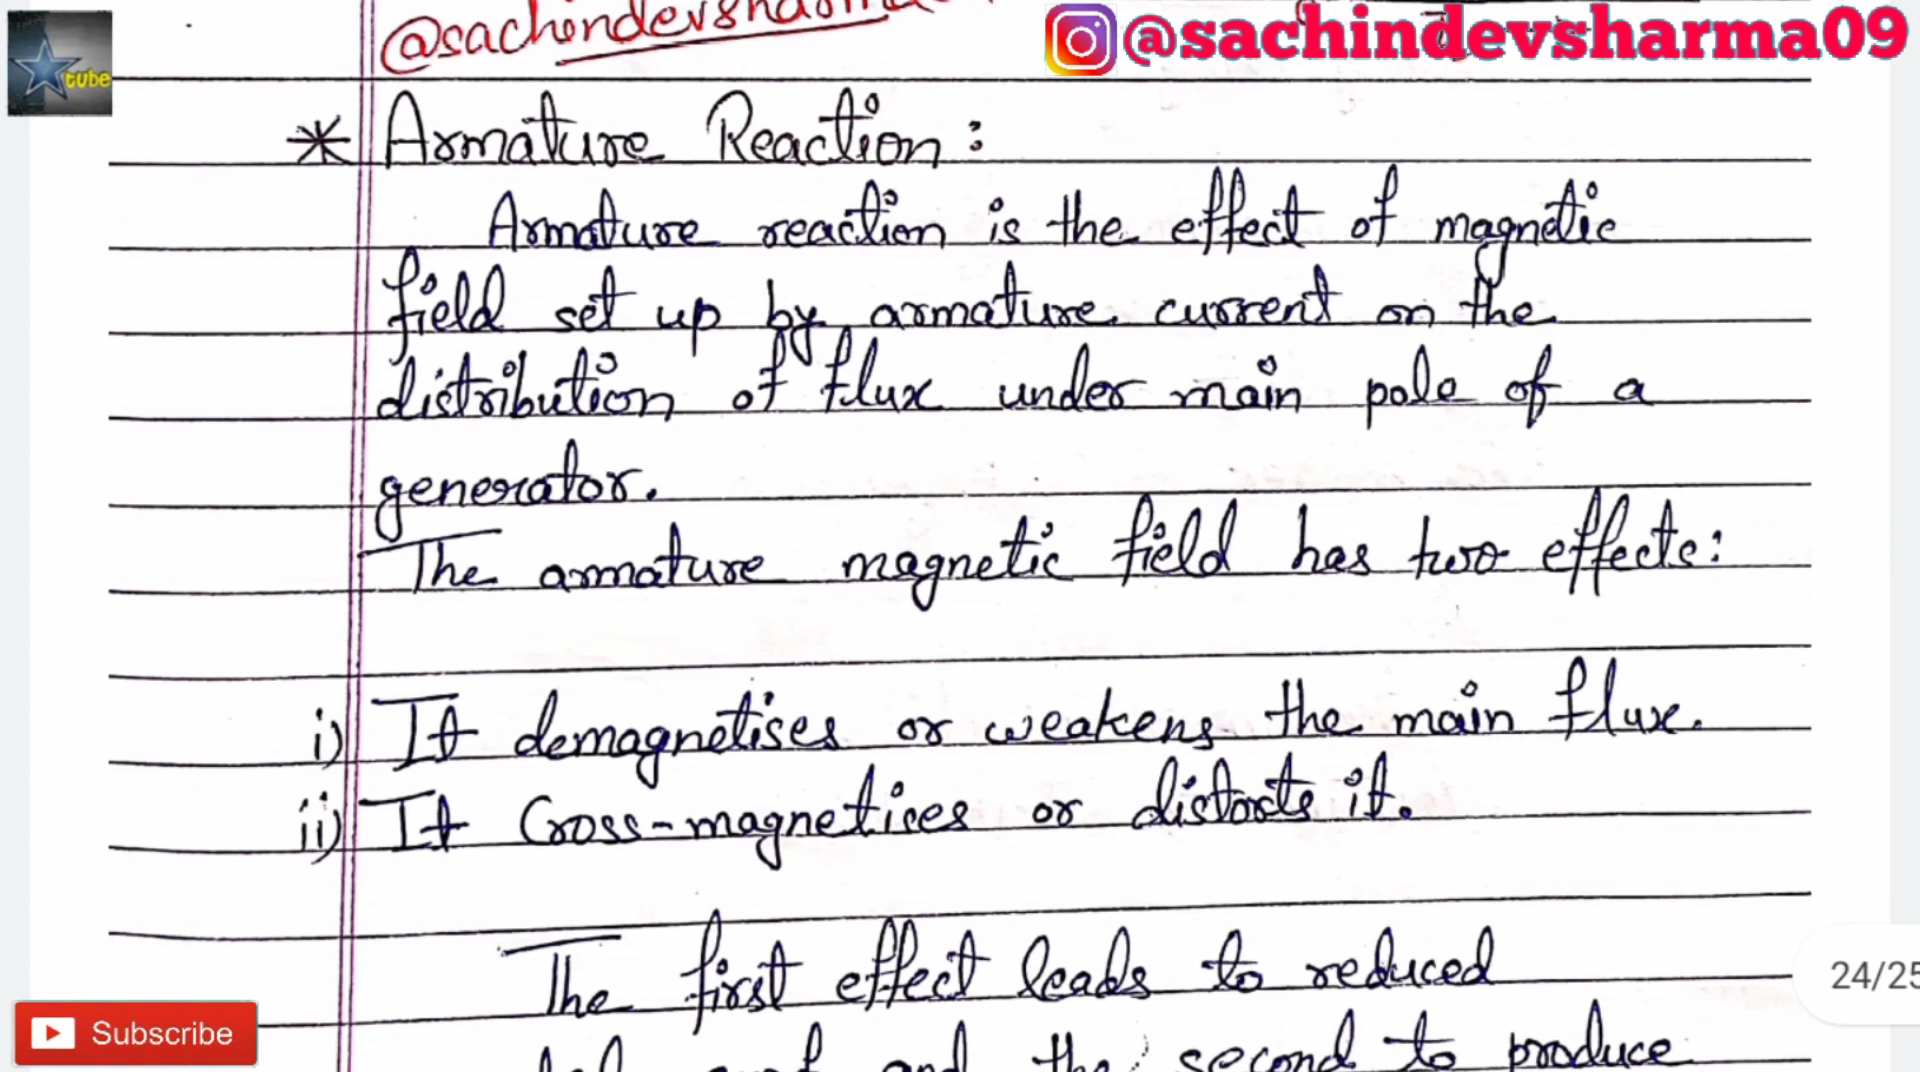 @sachindevsharma
@sachindevsharma09
tube
* Armature Reaction :
Armature reaction is the effect of magnetic
field set up by armature current on the
distribution of flux under main pole of a
generator.
The armature magnetic field has two effects:
i) It demagnetises or weakens the main flux.
ii) It Cross-magnetises or distorts it.
The first effect leads to reduced
24/25
Subscribe
and the second to produce